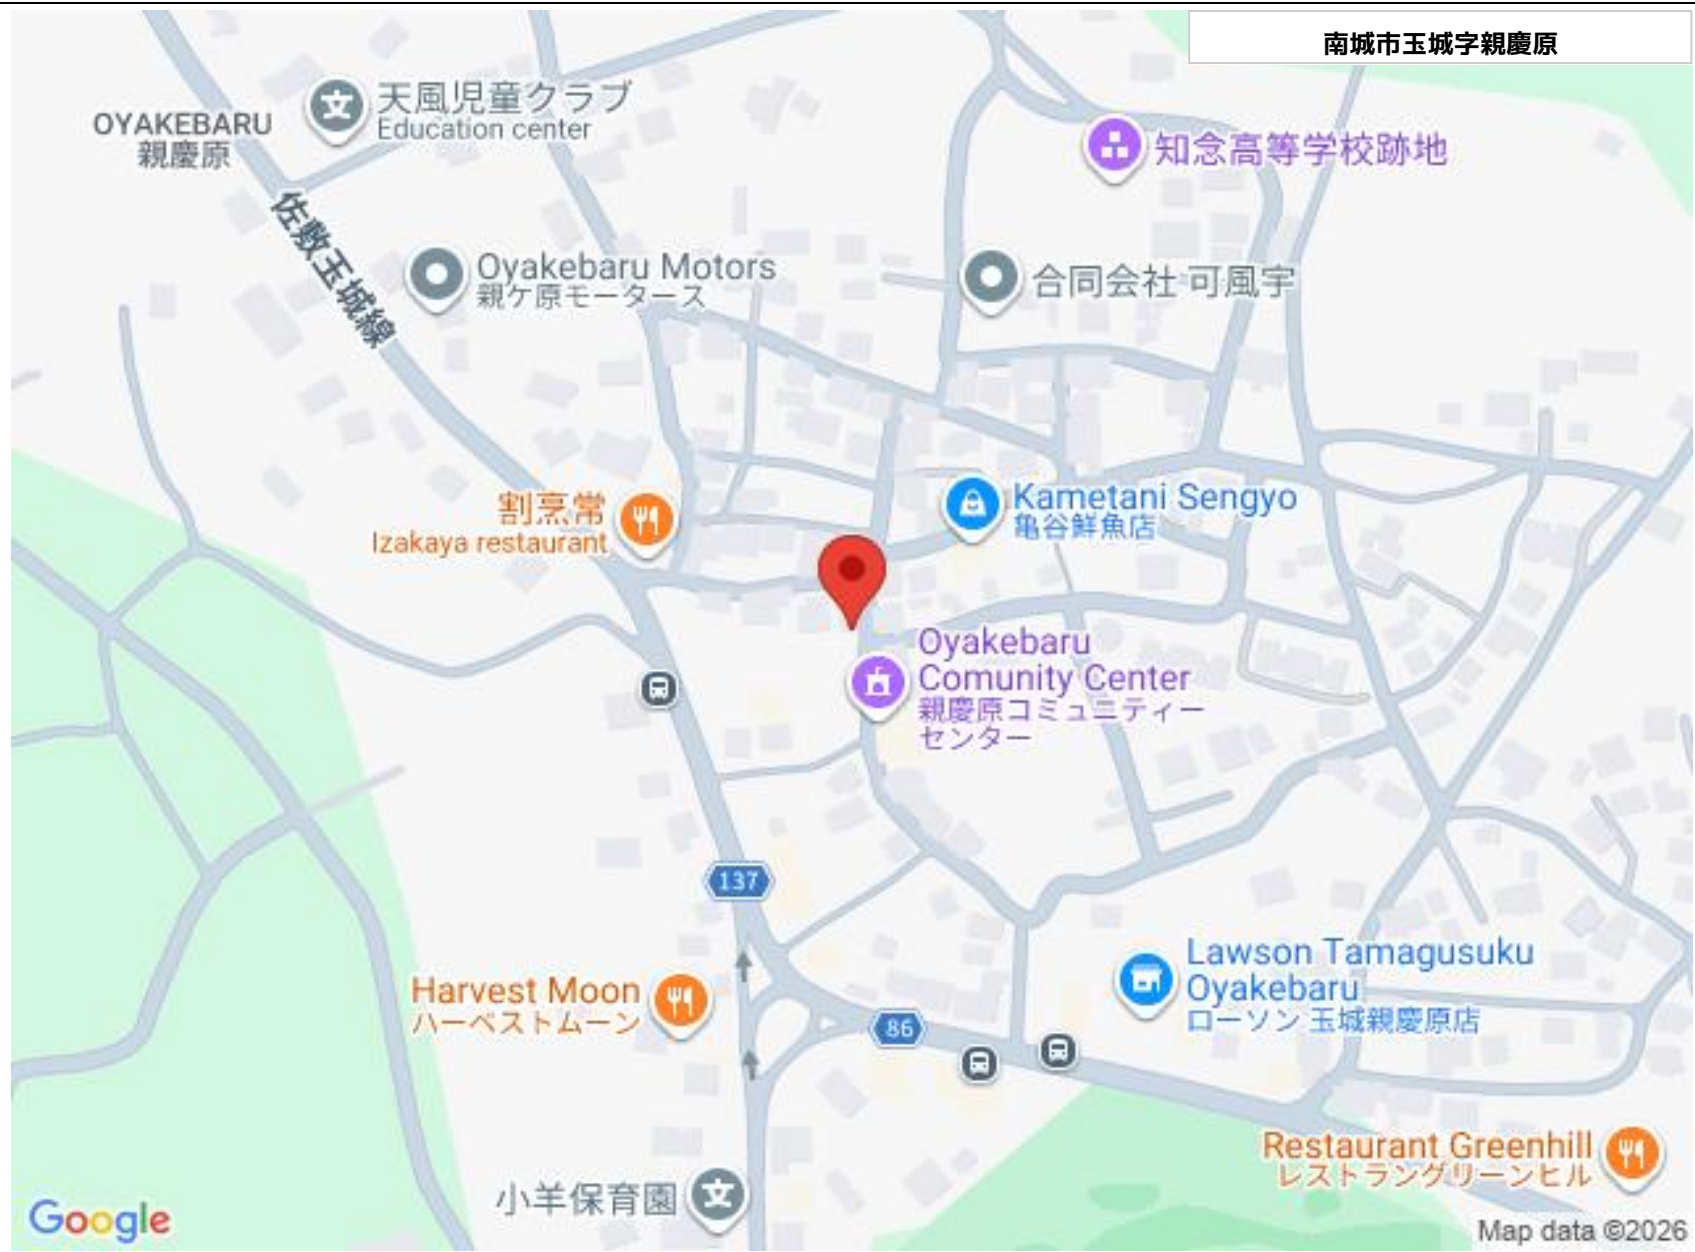 南城市玉城字親慶原
天風児童クラブ
Education center
OYAKEBARU
親慶原
知念高等学校跡地
佐敷玉城線
Oyakebaru Motors
親ケ原モータース
合同会社 可風宇
割烹常
Izakaya restaurant
Kametani Sengyo
亀谷鮮魚店
Oyakebaru
Comunity Center
親慶原コミュニティー
センター
137
Harvest Moon
ハーベストムーン
86
Lawson Tamagusuku
Oyakebaru
ローソン 玉城親慶原店
Restaurant Greenhill
レストラングリーンヒル
小羊保育園
Google
Map data ©2026